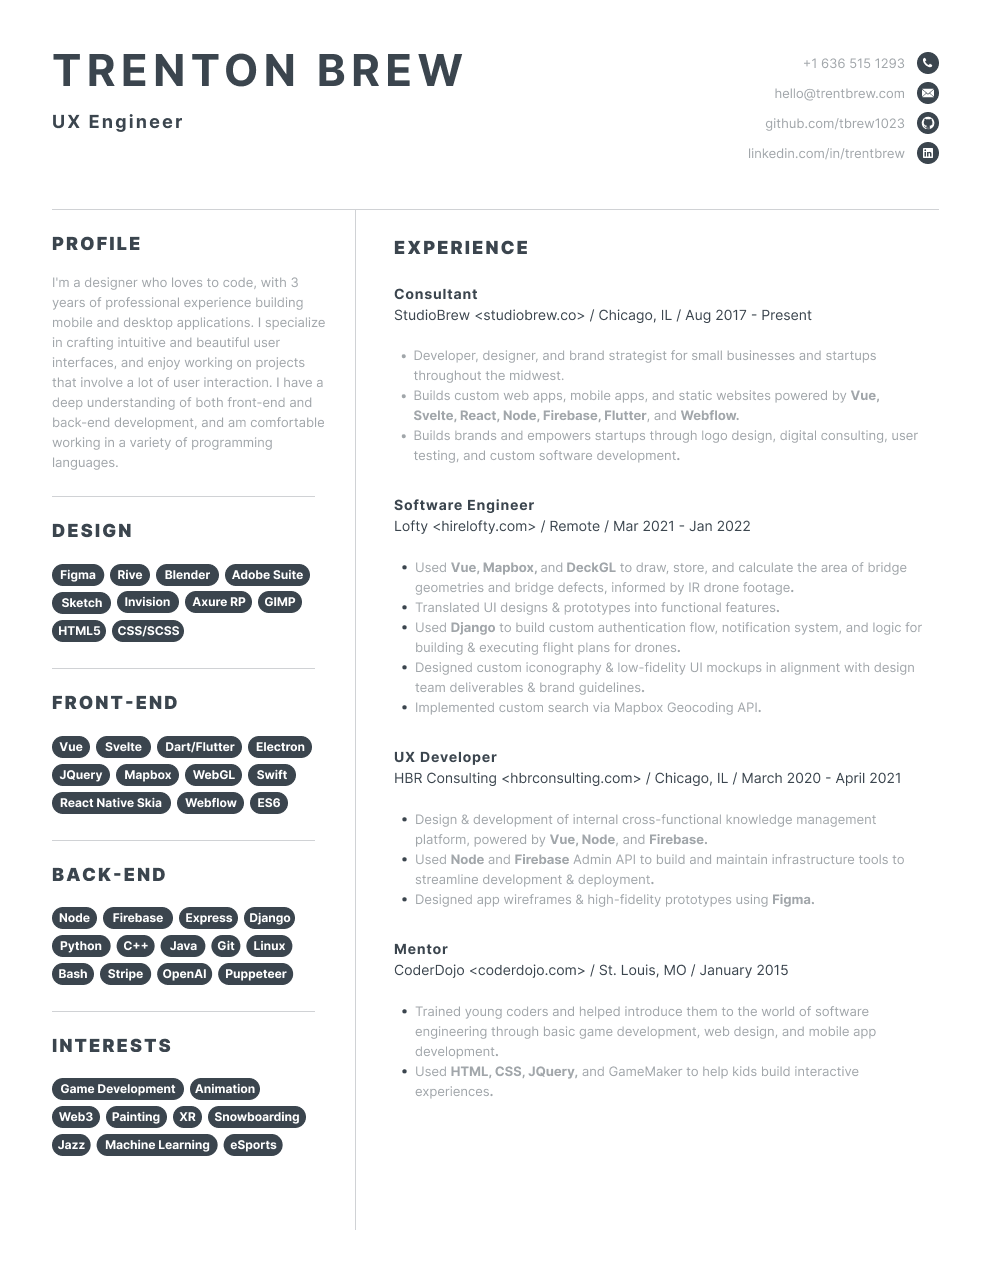 TRENTON BREW
UX Engineer
+1 636 515 1293
hello@trentbrew.com
github.com/tbrew1023
linkedin.com/in/trentbrew
PROFILE
I'm a designer who loves to code, with 3
years of professional experience building
mobile and desktop applications. I specialize
in crafting intuitive and beautiful user
interfaces, and enjoy working on projects
that involve a lot of user interaction. I have a
deep understanding of both front-end and
back-end development, and am comfortable
working in a variety of programming
languages.
DESIGN
Figma Rive Blender Adobe Suite
Sketch Invision Axure RP GIMP
HTML5 CSS/SCSS
FRONT-END
Vue Svelte Dart/Flutter Electron
JQuery Mapbox WebGL Swift
React Native Skia Webflow ES6
BACK-END
Node Firebase Express Django
Python C++ Java Git Linux
Bash Stripe OpenAI Puppeteer
INTERESTS
Game Development Animation
Web3 Painting XR Snowboarding
Jazz Machine Learning eSports
EXPERIENCE
Consultant
StudioBrew <studiobrew.co> / Chicago, IL / Aug 2017 - Present
• Developer, designer, and brand strategist for small businesses and startups
throughout the midwest.
• Builds custom web apps, mobile apps, and static websites powered by Vue,
Svelte, React, Node, Firebase, Flutter, and Webflow.
• Builds brands and empowers startups through logo design, digital consulting, user
testing, and custom software development.
Software Engineer
Lofty <hirelofty.com> / Remote / Mar 2021 - Jan 2022
• Used Vue, Mapbox, and DeckGL to draw, store, and calculate the area of bridge
geometries and bridge defects, informed by IR drone footage.
• Translated UI designs & prototypes into functional features.
• Used Django to build custom authentication flow, notification system, and logic for
building & executing flight plans for drones.
• Designed custom iconography & low-fidelity UI mockups in alignment with design
team deliverables & brand guidelines.
• Implemented custom search via Mapbox Geocoding API.
UX Developer
HBR Consulting <hbrconsulting.com> / Chicago, IL / March 2020 - April 2021
• Design & development of internal cross-functional knowledge management
platform, powered by Vue, Node, and Firebase.
• Used Node and Firebase Admin API to build and maintain infrastructure tools to
streamline development & deployment.
• Designed app wireframes & high-fidelity prototypes using Figma.
Mentor
CoderDojo <coderdojo.com> / St. Louis, MO / January 2015
• Trained young coders and helped introduce them to the world of software
engineering through basic game development, web design, and mobile app
development.
• Used HTML, CSS, JQuery, and GameMaker to help kids build interactive
experiences.